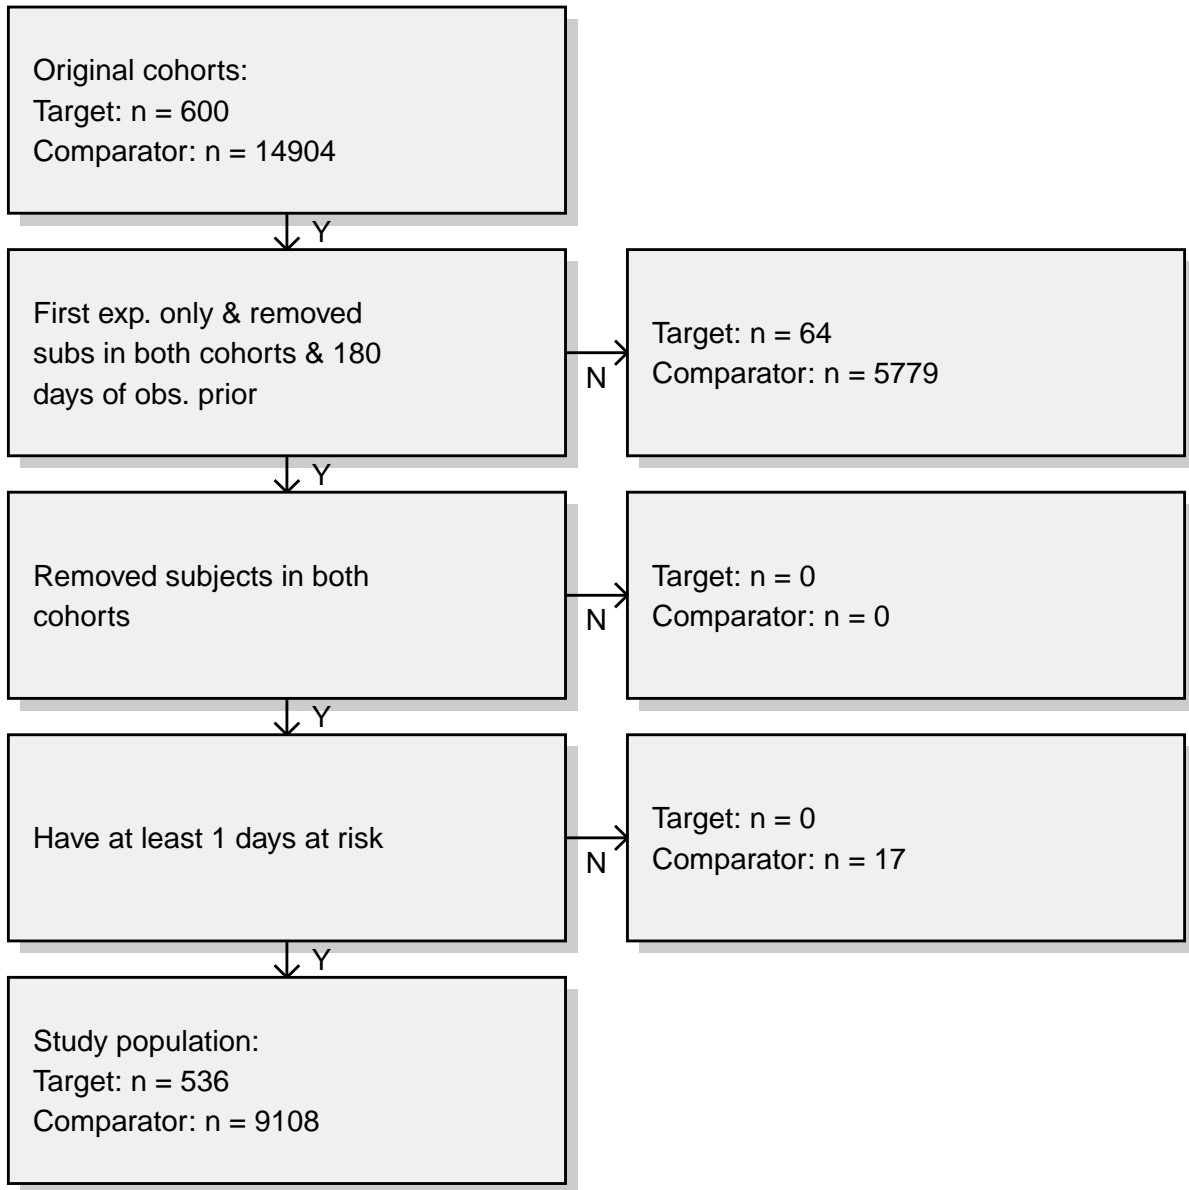 Original cohorts:
Target: n = 600
Comparator: n = 14904
Y
First exp. only & removed
subs in both cohorts & 180
days of obs. prior
N
Target: n = 64
Comparator: n = 5779
Y
Removed subjects in both
cohorts
N
Target: n = 0
Comparator: n = 0
Y
Have at least 1 days at risk
N
Target: n = 0
Comparator: n = 17
Y
Study population:
Target: n = 536
Comparator: n = 9108